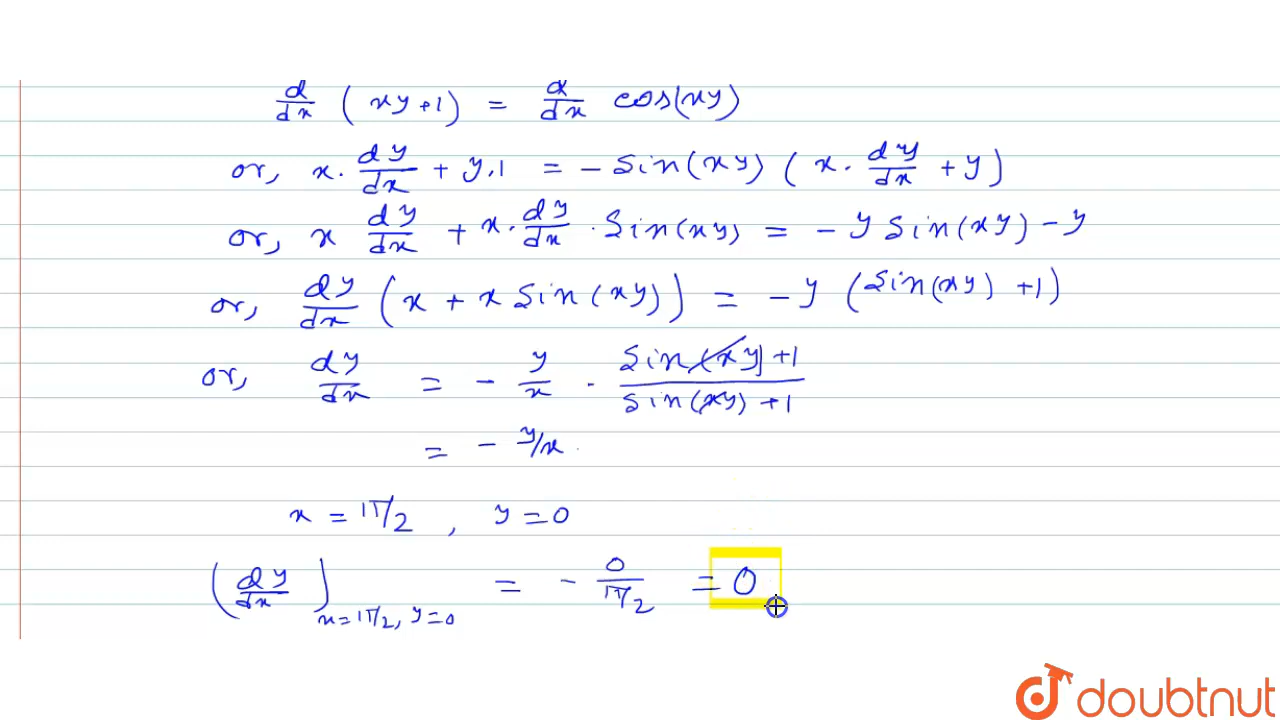 d/dx (xy+1) = d/dx cos(xy)
or, x. dy/dx + y.1 = - Sin(xy) ( x. dy/dx + y)
or, x dy/dx + x. dy/dx . Sin(xy) = - y Sin(xy) - y
or, dy/dx (x + x Sin(xy)) = - y (Sin(xy) +1)
or, dy/dx = - y/x . Sin(xy)+1 / Sin(xy)+1
= - y/x .
x = π/2 , y = 0
(dy/dx) x=π/2, y=0 = - 0/π/2 = 0
doubtnut